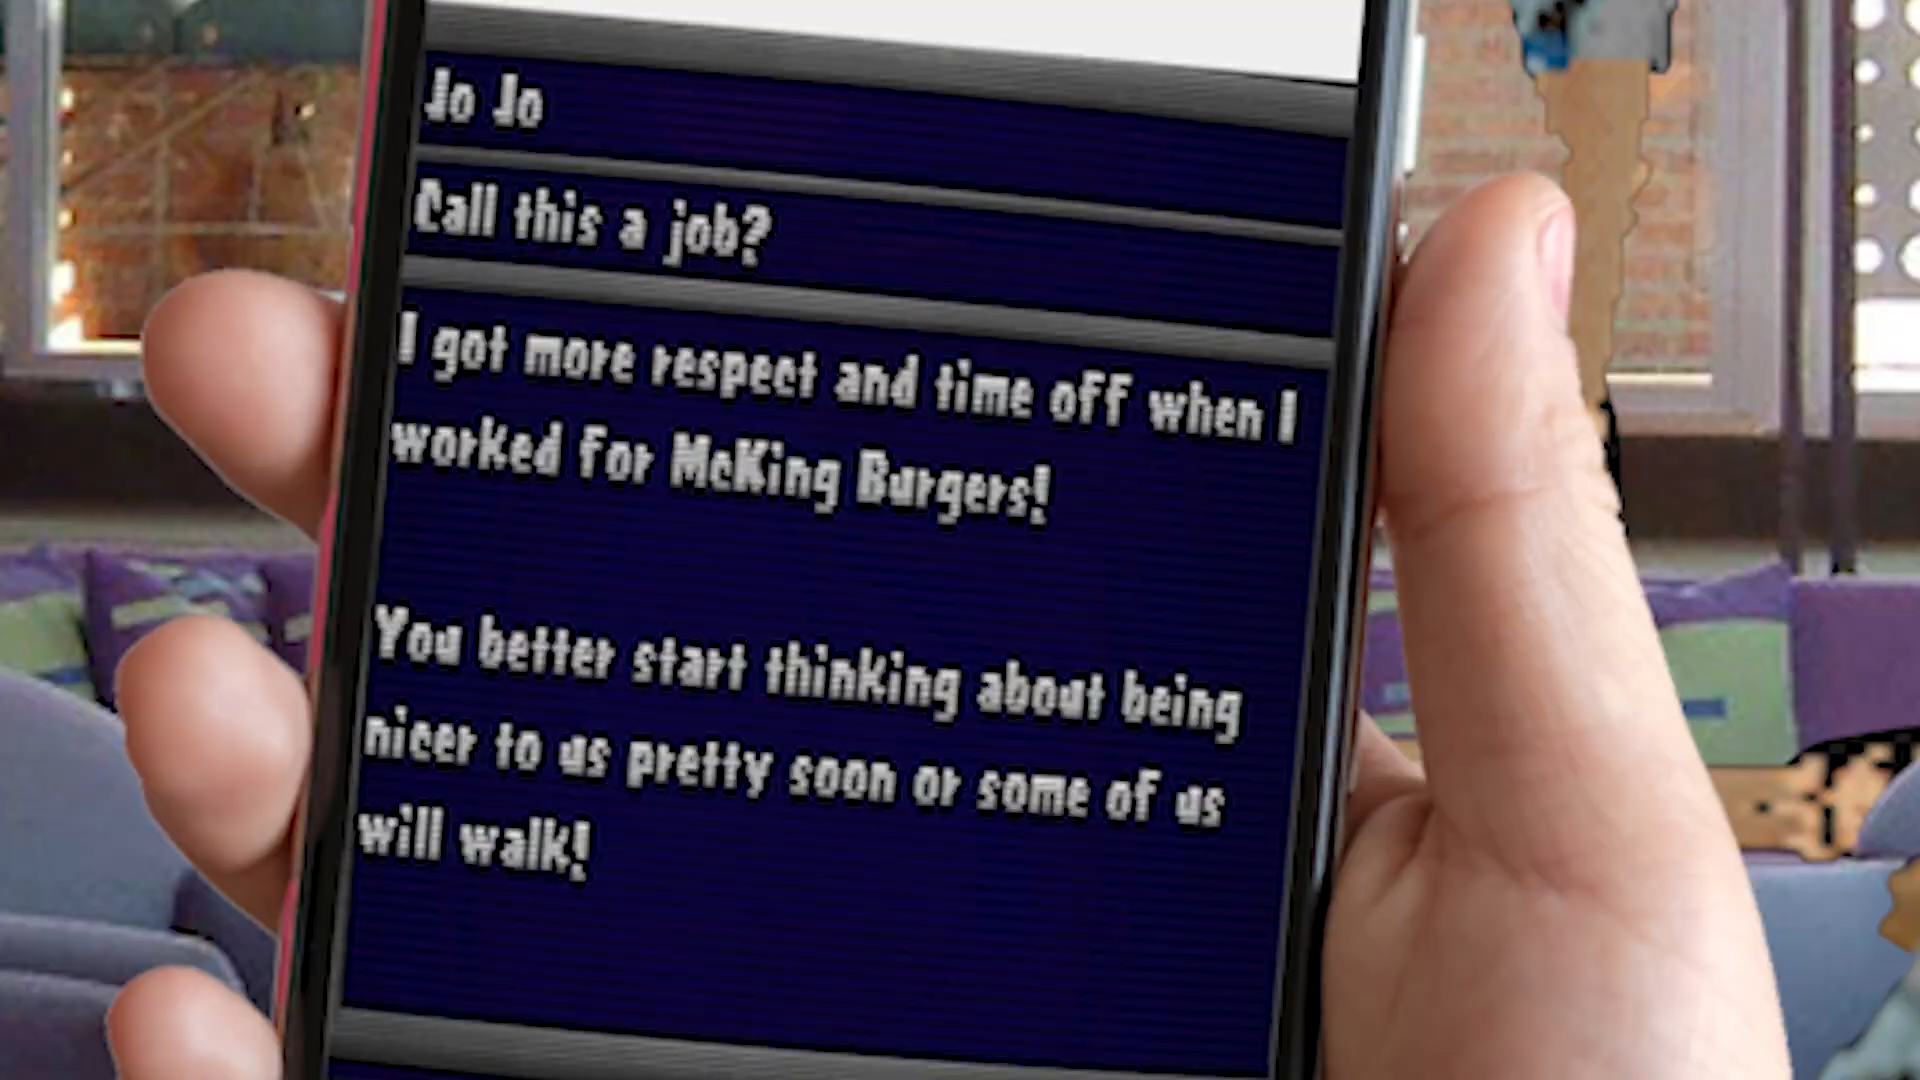 Jo Jo
Call this a job?
I got more respect and time off when I
worked for McKing Burgers!
You better start thinking about being
nicer to us pretty soon or some of us
will walk!